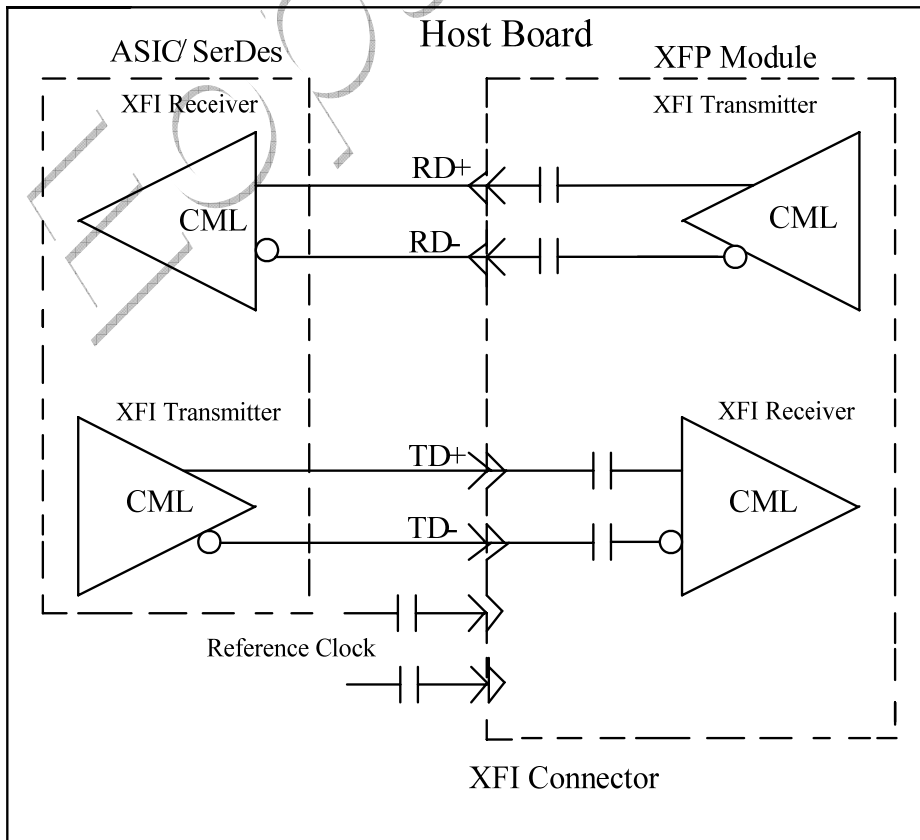 Host Board
ASIC/ SerDes
XFP Module
XFI Receiver
XFI Transmitter
RD+
CML
CML
RD-
XFI Transmitter
XFI Receiver
TD+
CML
CML
TD-
Reference Clock
XFI Connector